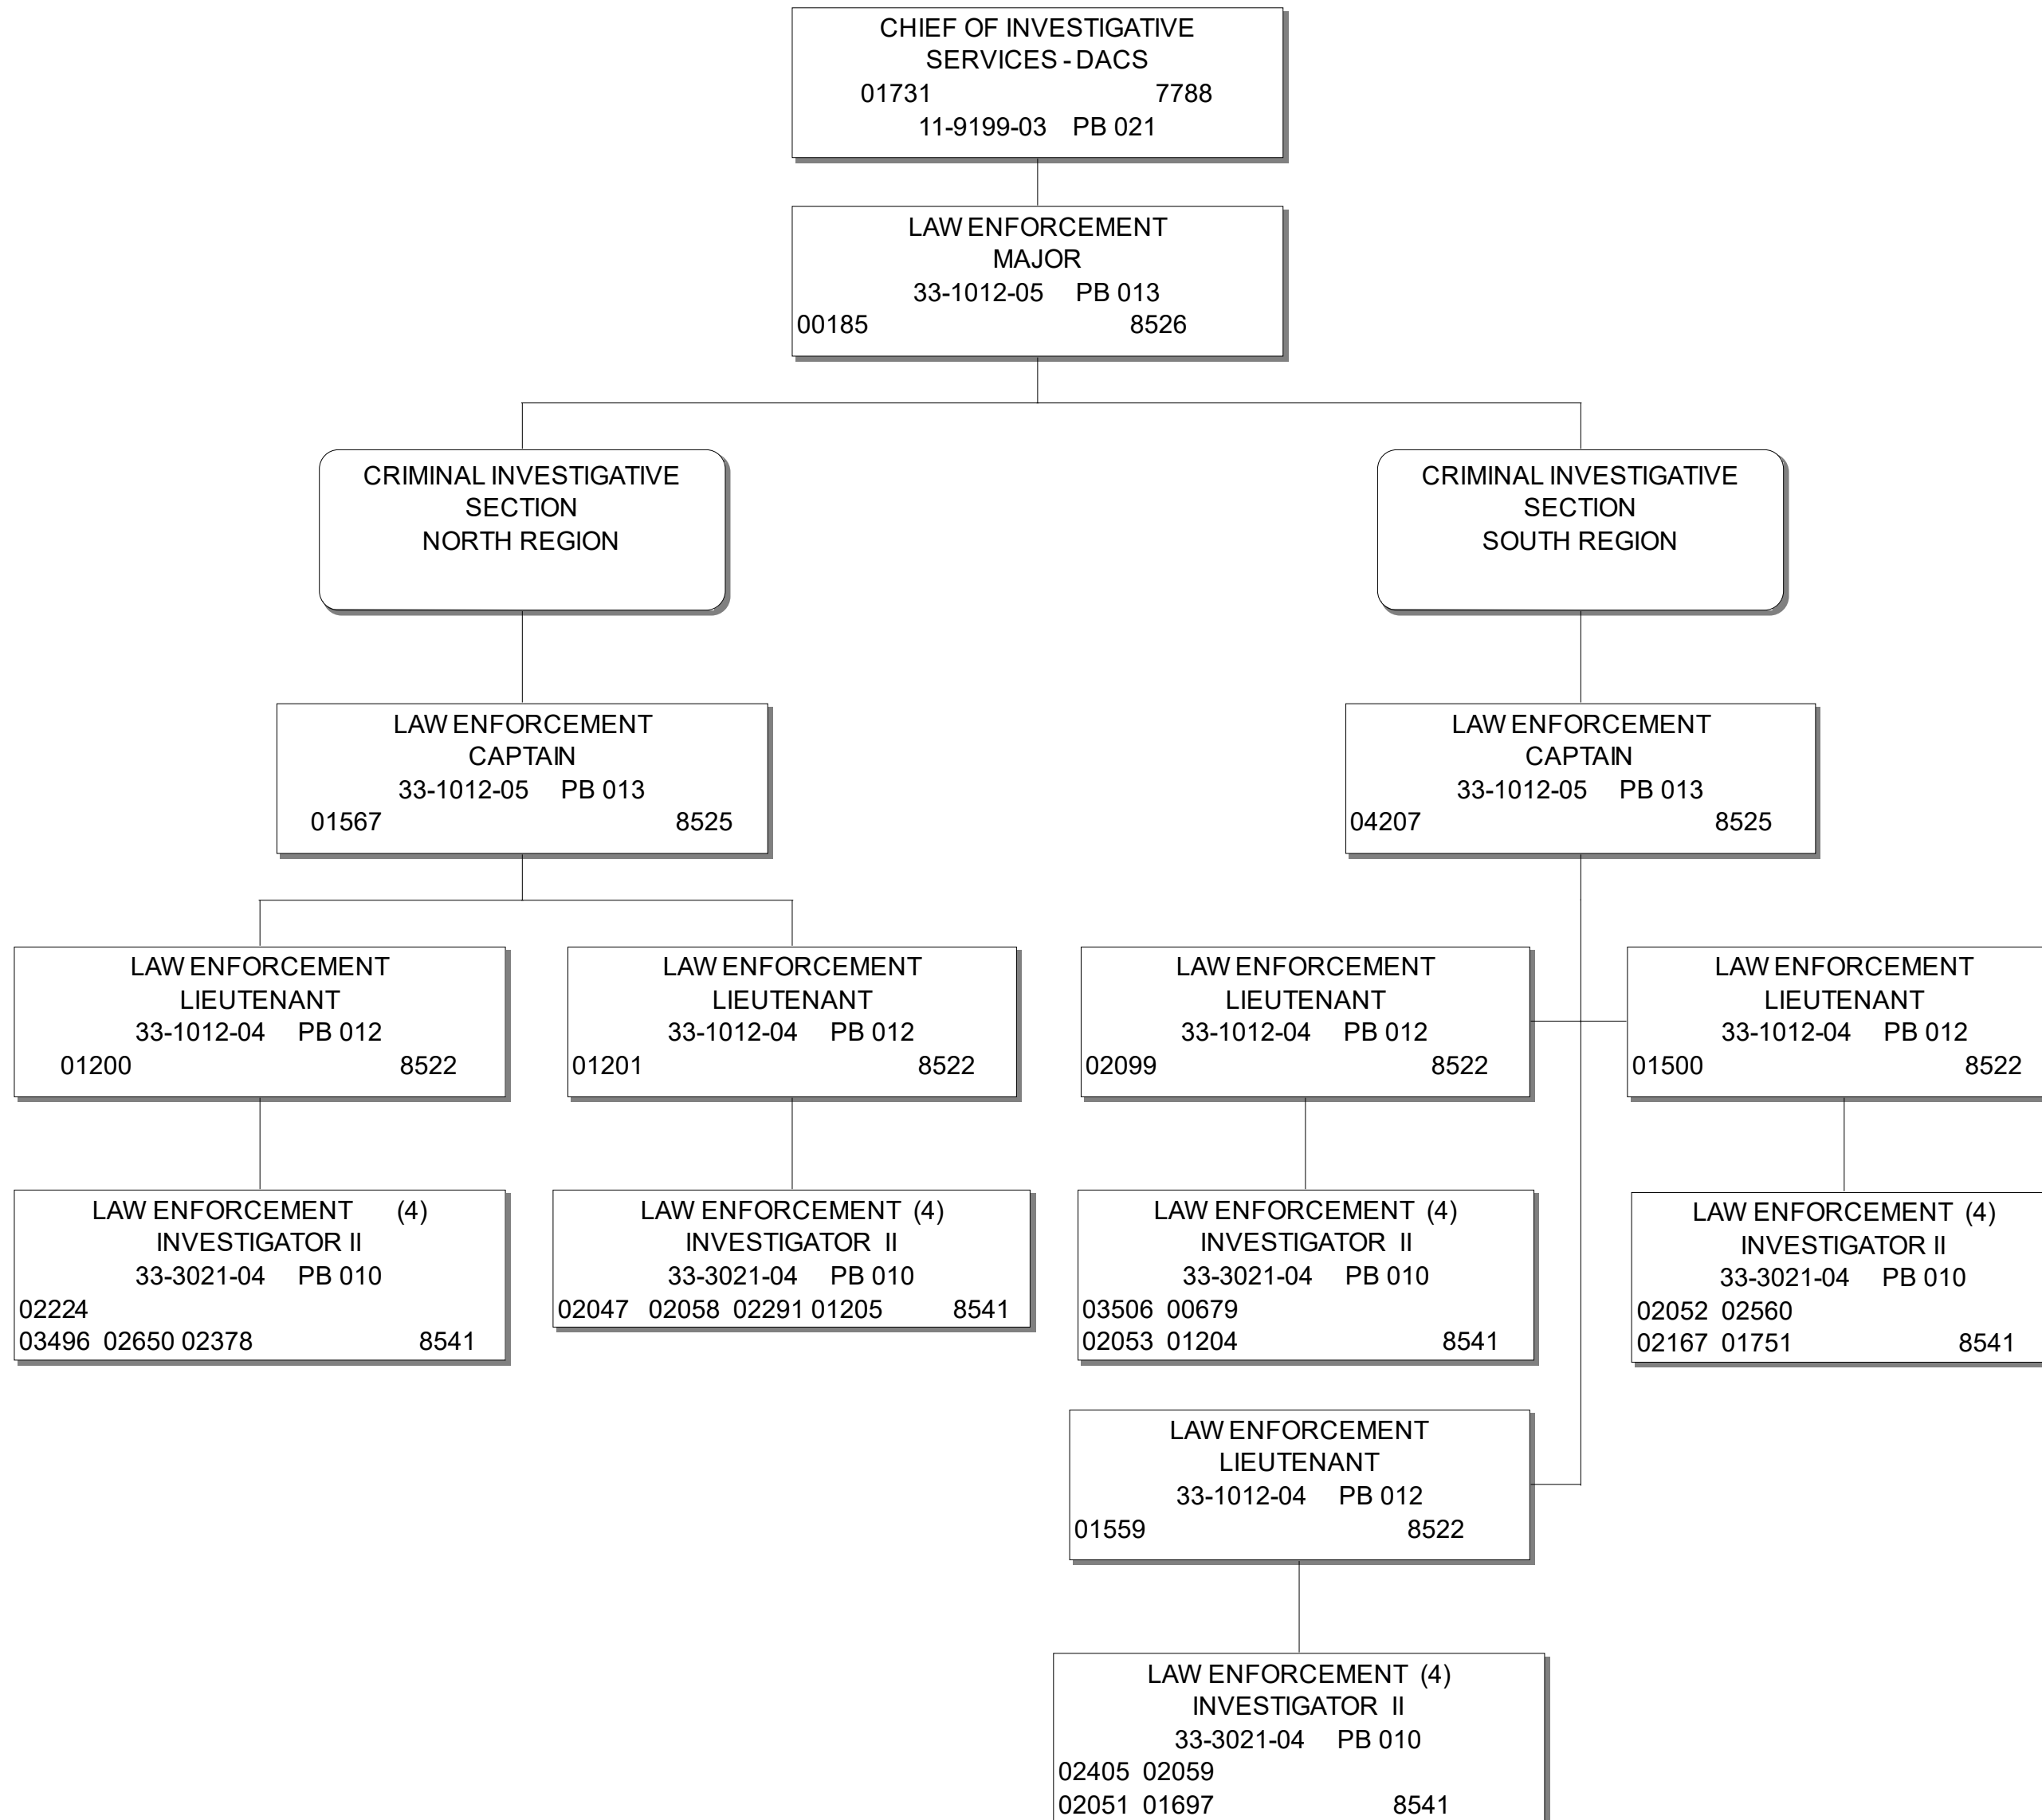 CHIEF OF INVESTIGATIVE
SERVICES - DACS
01731 7788
11-9199-03 PB 021
LAW ENFORCEMENT
MAJOR
33-1012-05 PB 013
00185 8526
CRIMINAL INVESTIGATIVE
SECTION
NORTH REGION
CRIMINAL INVESTIGATIVE
SECTION
SOUTH REGION
LAW ENFORCEMENT
CAPTAIN
33-1012-05 PB 013
01567 8525
LAW ENFORCEMENT
CAPTAIN
33-1012-05 PB 013
04207 8525
LAW ENFORCEMENT
LIEUTENANT
33-1012-04 PB 012
01200 8522
LAW ENFORCEMENT
LIEUTENANT
33-1012-04 PB 012
01201 8522
LAW ENFORCEMENT
LIEUTENANT
33-1012-04 PB 012
02099 8522
LAW ENFORCEMENT
LIEUTENANT
33-1012-04 PB 012
01500 8522
LAW ENFORCEMENT (4)
INVESTIGATOR II
33-3021-04 PB 010
02224
03496 02650 02378 8541
LAW ENFORCEMENT (4)
INVESTIGATOR II
33-3021-04 PB 010
02047 02058 02291 01205 8541
LAW ENFORCEMENT (4)
INVESTIGATOR II
33-3021-04 PB 010
03506 00679
02053 01204 8541
LAW ENFORCEMENT (4)
INVESTIGATOR II
33-3021-04 PB 010
02052 02560
02167 01751 8541
LAW ENFORCEMENT
LIEUTENANT
33-1012-04 PB 012
01559 8522
LAW ENFORCEMENT (4)
INVESTIGATOR II
33-3021-04 PB 010
02405 02059
02051 01697 8541